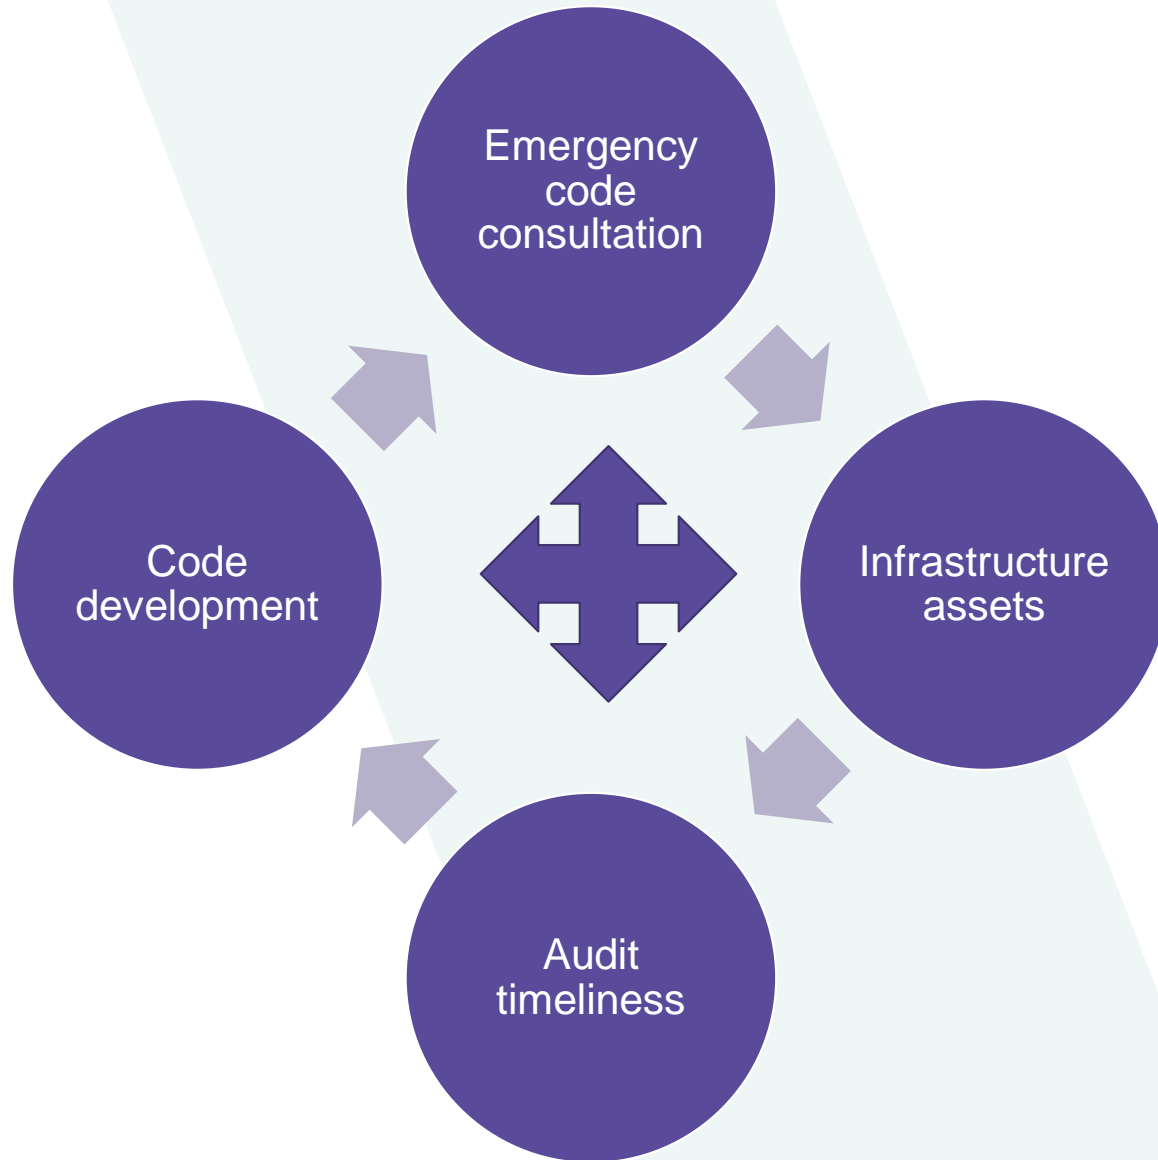 Emergency
code
consultation
Code
development
Infrastructure
assets
Audit
timeliness